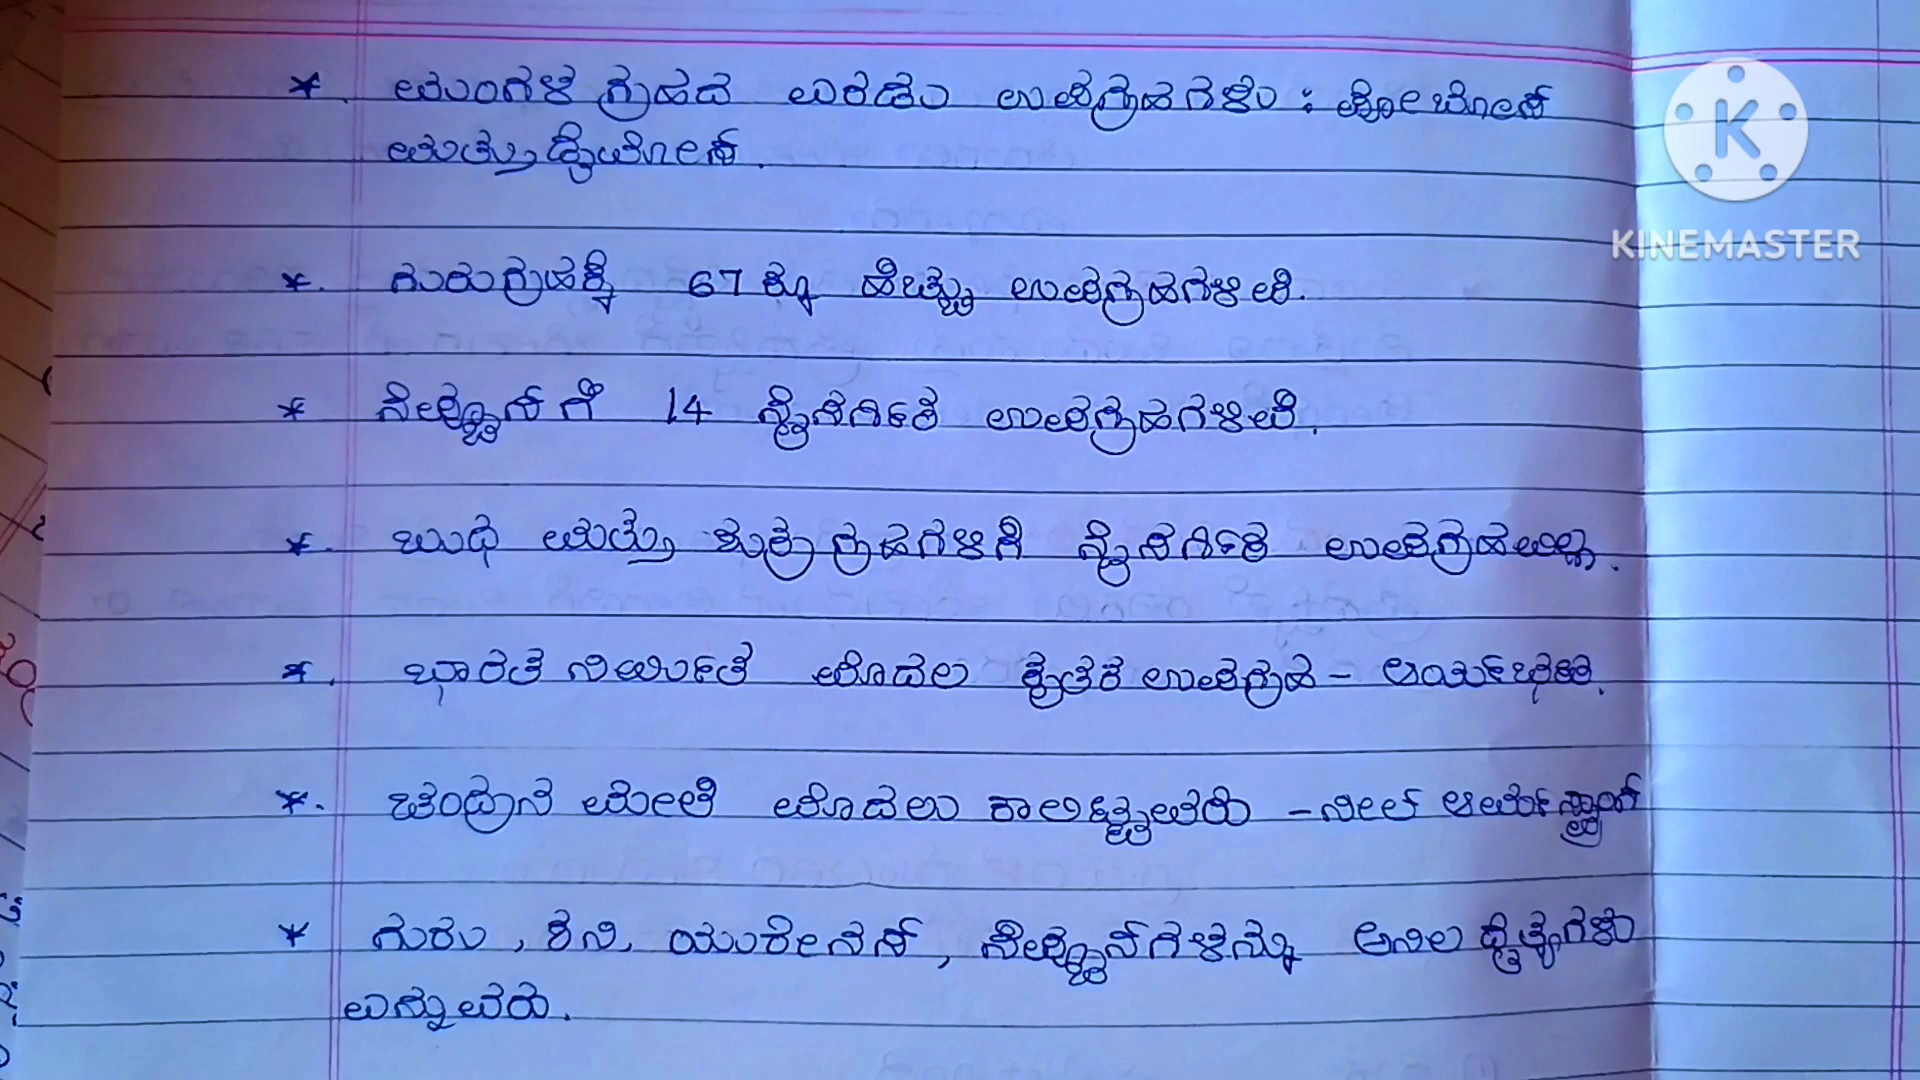 * ಮಂಗಳ ಗ್ರಹದ ಎರಡು ಉಪಗ್ರಹಗಳು : ಫೋಬೋಸ್
ಮತ್ತು ಡೈಮೋಸ್.
*. ಗುರುಗ್ರಹಕ್ಕೆ 67 ಕ್ಕೂ ಹೆಚ್ಚು ಉಪಗ್ರಹಗಳಿವೆ.
* ನೆಪ್ಚೂನ್ ಗೆ 14 ನೈಸರ್ಗಿಕ ಉಪಗ್ರಹಗಳಿವೆ.
*. ಬುಧ ಮತ್ತು ಶುಕ್ರ ಗ್ರಹಗಳಿಗೆ ನೈಸರ್ಗಿಕ ಉಪಗ್ರಹವಿಲ್ಲ.
*. ಭಾರತ ನಿರ್ಮಿತ ಮೊದಲ ಕೃತಕ ಉಪಗ್ರಹ - ಆರ್ಯಭಟ.
*. ಚಂದ್ರನ ಮೇಲೆ ಮೊದಲು ಕಾಲಿಟ್ಟವರು - ನೀಲ್ ಆರ್ಮಸ್ಟ್ರಾಂಗ್
* ಗುರು, ಶನಿ, ಯುರೇನಸ್, ನೆಪ್ಚೂನ್‌ಗಳನ್ನು ಅನಿಲ ದೈತ್ಯಗಳು
ಎನ್ನುವರು.
KINEMASTER